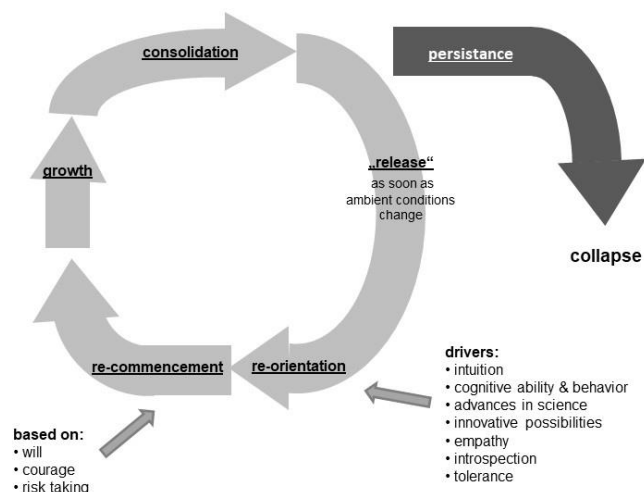 consolidation
persistance
growth
„release“
as soon as
ambient conditions
change
collapse
re-commencement
re-orientation
drivers:
• intuition
• cognitive ability & behavior
• advances in science
• innovative possibilities
• empathy
• introspection
• tolerance
based on:
• will
• courage
• risk taking